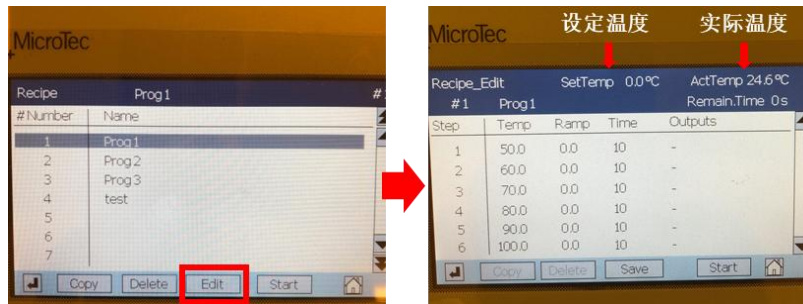 MicroTec
Recipe Prog1 #
#Number Name
1 Prog1
2 Prog2
3 Prog3
4 test
5
6
7
Copy Delete Edit Start
设定温度 实际温度
MicroTec
Recipe_Edit SetTemp 0.0℃ ActTemp 24.6℃
#1 Prog1 Remain.Time 0s
Step Temp Ramp Time Outputs
1 50.0 0.0 10 -
2 60.0 0.0 10 -
3 70.0 0.0 10 -
4 80.0 0.0 10 -
5 90.0 0.0 10 -
6 100.0 0.0 10 -
Copy Delete Save Start